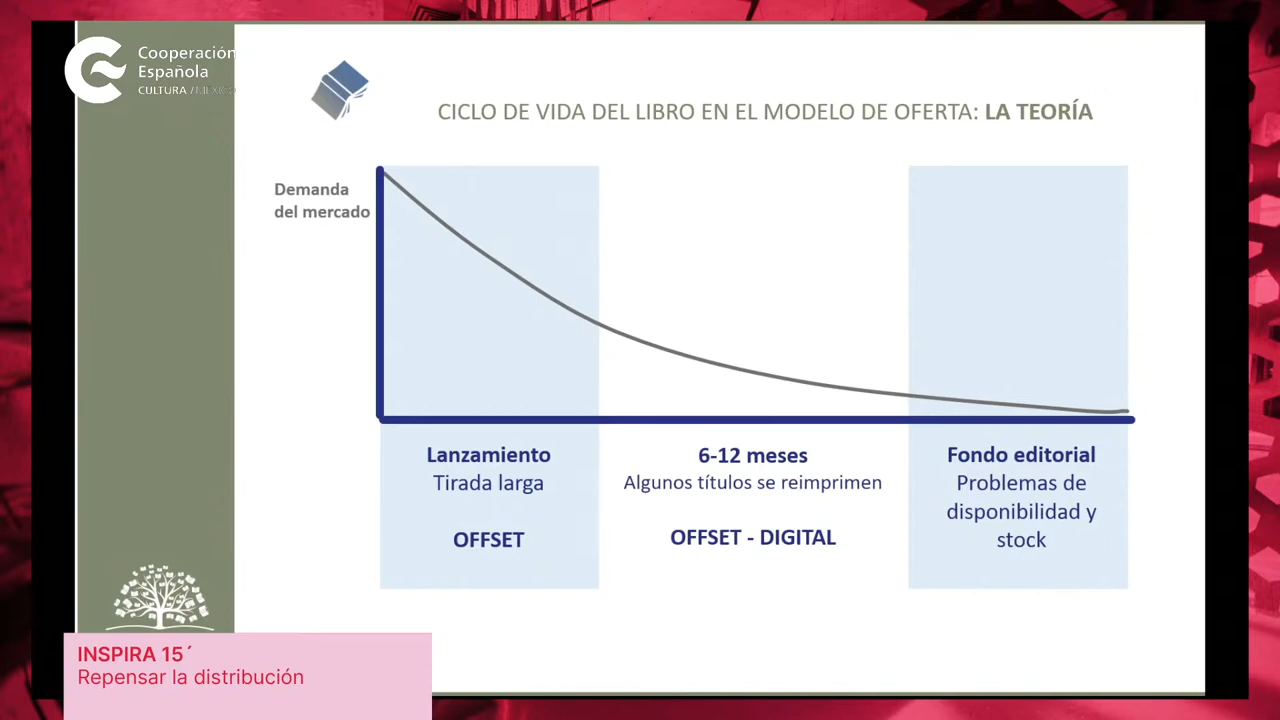 Cooperación
Española
CULTURA / MÉXICO
CICLO DE VIDA DEL LIBRO EN EL MODELO DE OFERTA: LA TEORÍA
Demanda
del mercado
Lanzamiento
Tirada larga
OFFSET
6-12 meses
Algunos títulos se reimprimen
OFFSET - DIGITAL
Fondo editorial
Problemas de
disponibilidad y
stock
INSPIRA 15´
Repensar la distribución